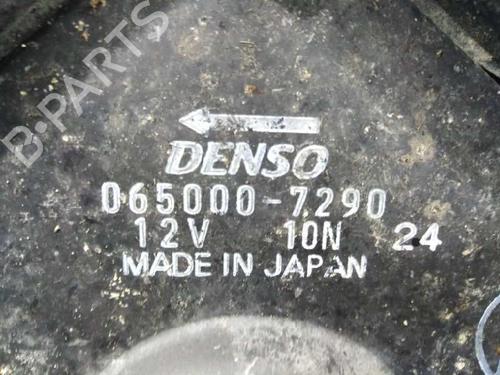 B-PARTS
DENSO
065000-7290
12V 10N 24
MADE IN JAPAN